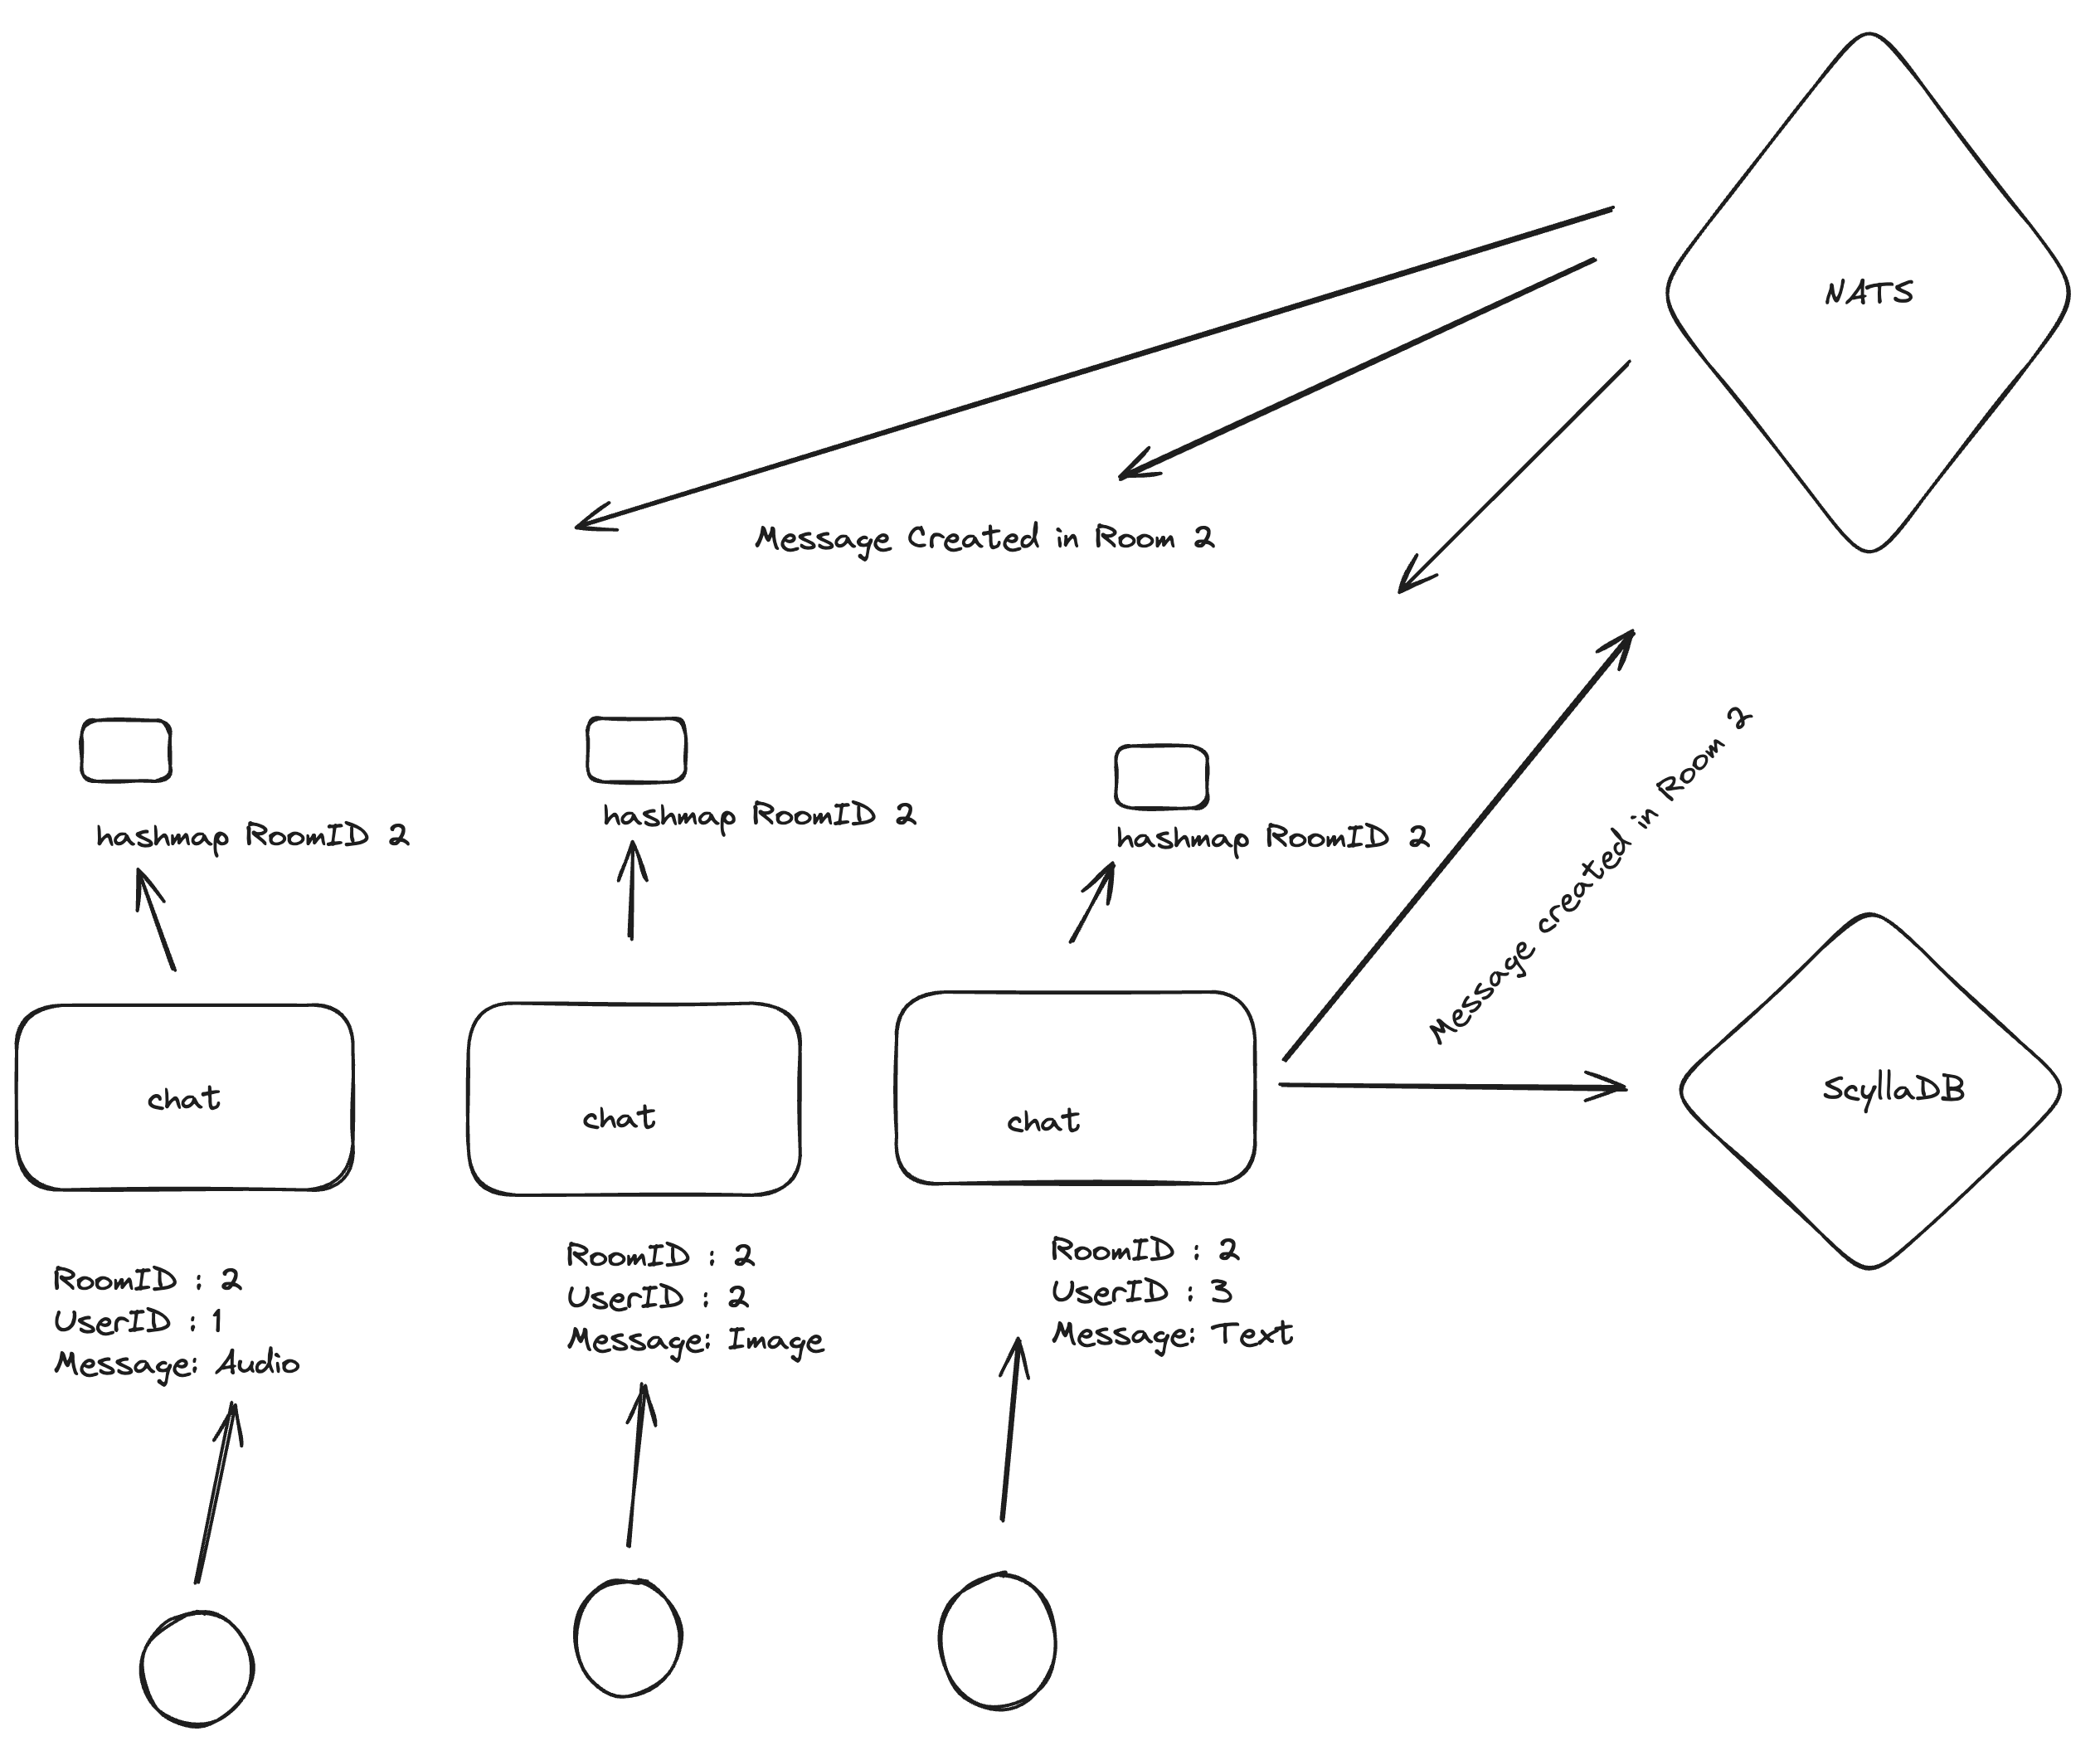 NATS
Message Created in Room 2
Message created in Room 2
hashmap RoomID 2
hashmap RoomID 2
hashmap RoomID 2
chat
chat
chat
ScyllaDB
RoomID : 2
UserID : 1
Message: Audio
RoomID : 2
UserID : 2
Message: Image
RoomID : 2
UserID : 3
Message: Text